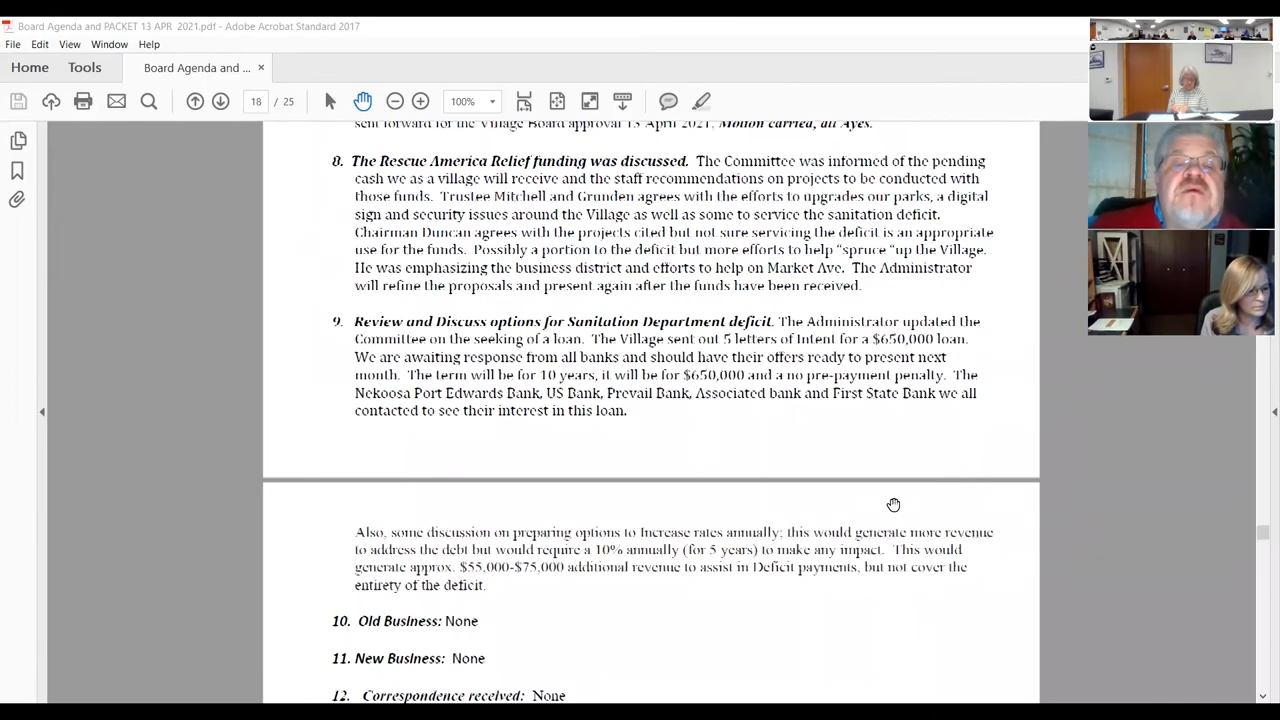 Board Agenda and PACKET 13 APR 2021.pdf - Adobe Acrobat Standard 2017
File Edit View Window Help
Home Tools Board Agenda and ... ×
18 / 25 100%
sent forward for the Village Board approval 13 April 2021, Motion carried, all Ayes.
8. The Rescue America Relief funding was discussed. The Committee was informed of the pending
cash we as a village will receive and the staff recommendations on projects to be conducted with
those funds. Trustee Mitchell and Grunden agrees with the efforts to upgrades our parks, a digital
sign and security issues around the Village as well as some to service the sanitation deficit.
Chairman Duncan agrees with the projects cited but not sure servicing the deficit is an appropriate
use for the funds. Possibly a portion to the deficit but more efforts to help “spruce “up the Village.
He was emphasizing the business district and efforts to help on Market Ave. The Administrator
will refine the proposals and present again after the funds have been received.
9. Review and Discuss options for Sanitation Department deficit. The Administrator updated the
Committee on the seeking of a loan. The Village sent out 5 letters of Intent for a $650,000 loan.
We are awaiting response from all banks and should have their offers ready to present next
month. The term will be for 10 years, it will be for $650,000 and a no pre-payment penalty. The
Nekoosa Port Edwards Bank, US Bank, Prevail Bank, Associated bank and First State Bank we all
contacted to see their interest in this loan.
Also, some discussion on preparing options to Increase rates annually; this would generate more revenue
to address the debt but would require a 10% annually (for 5 years) to make any impact. This would
generate approx. $55,000-$75,000 additional revenue to assist in Deficit payments, but not cover the
entirety of the deficit.
10. Old Business: None
11. New Business: None
12. Correspondence received: None